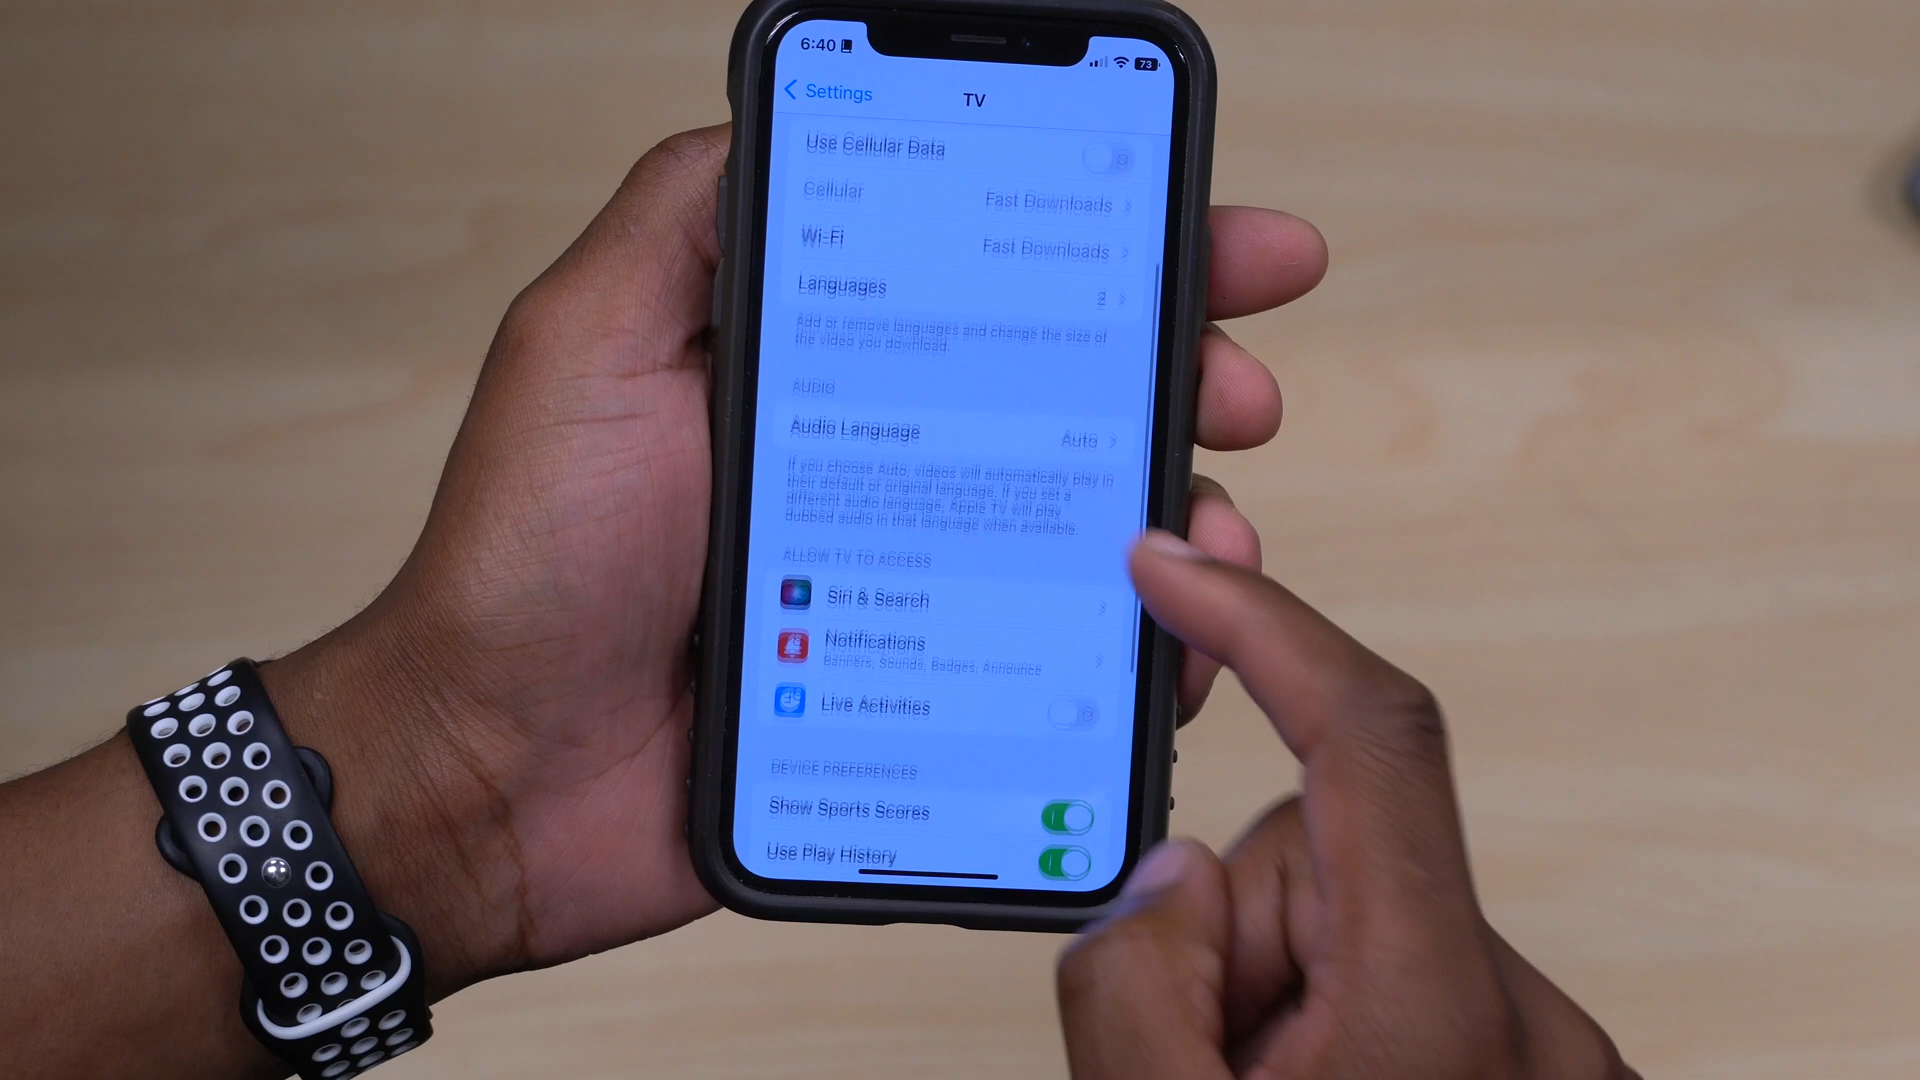 6:40
73
Settings
TV
Use Cellular Data
Cellular
Fast Downloads
Wi-Fi
Fast Downloads
Languages
2
Add or remove languages and change the size of
the video you download.
AUDIO
Audio Language
Auto
If you choose Auto, videos will automatically play in
their default or original language. If you set a
different audio language, Apple TV will play
dubbed audio in that language when available.
ALLOW TV TO ACCESS
Siri & Search
Notifications
Banners, Sounds, Badges, Announce
Live Activities
DEVICE PREFERENCES
Show Sports Scores
Use Play History